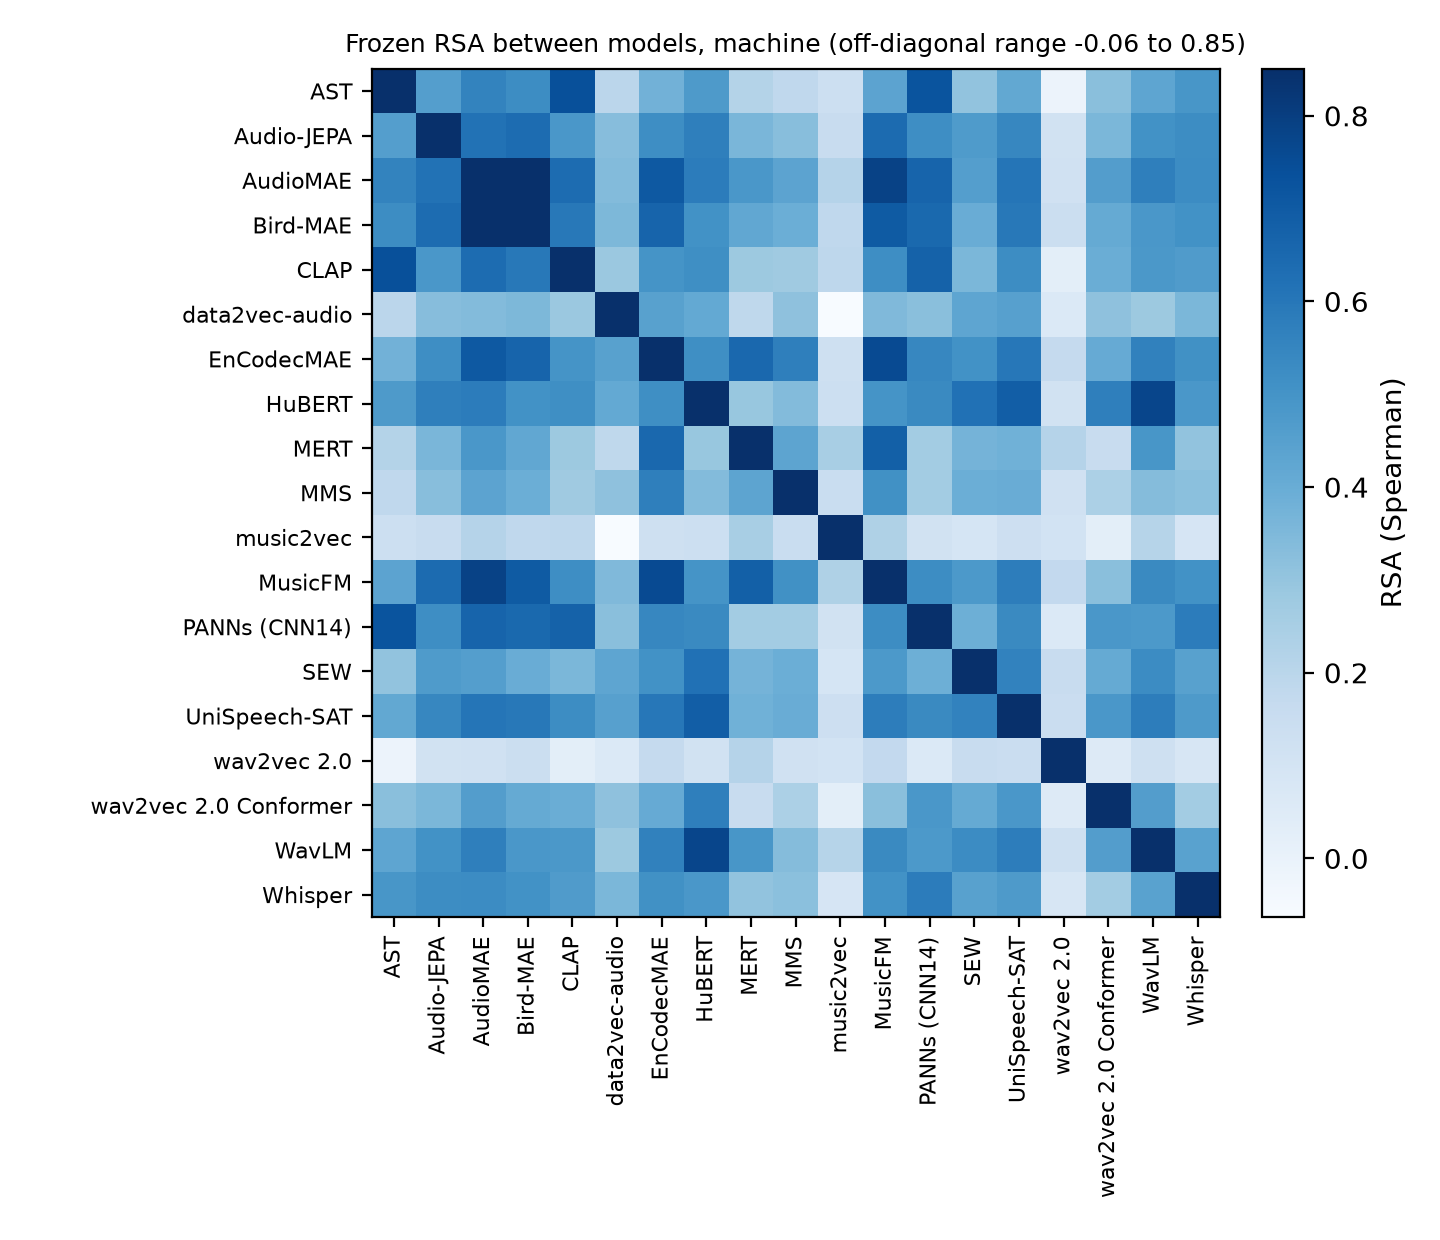 Frozen RSA between models, machine (off-diagonal range -0.06 to 0.85)
AST
Audio-JEPA
AudioMAE
Bird-MAE
CLAP
data2vec-audio
EnCodecMAE
HuBERT
MERT
MMS
music2vec
MusicFM
PANNs (CNN14)
SEW
UniSpeech-SAT
wav2vec 2.0
wav2vec 2.0 Conformer
WavLM
Whisper
AST
Audio-JEPA
AudioMAE
Bird-MAE
CLAP
data2vec-audio
EnCodecMAE
HuBERT
MERT
MMS
music2vec
MusicFM
PANNs (CNN14)
SEW
UniSpeech-SAT
wav2vec 2.0
wav2vec 2.0 Conformer
WavLM
Whisper
0.8
0.6
0.4
0.2
0.0
RSA (Spearman)